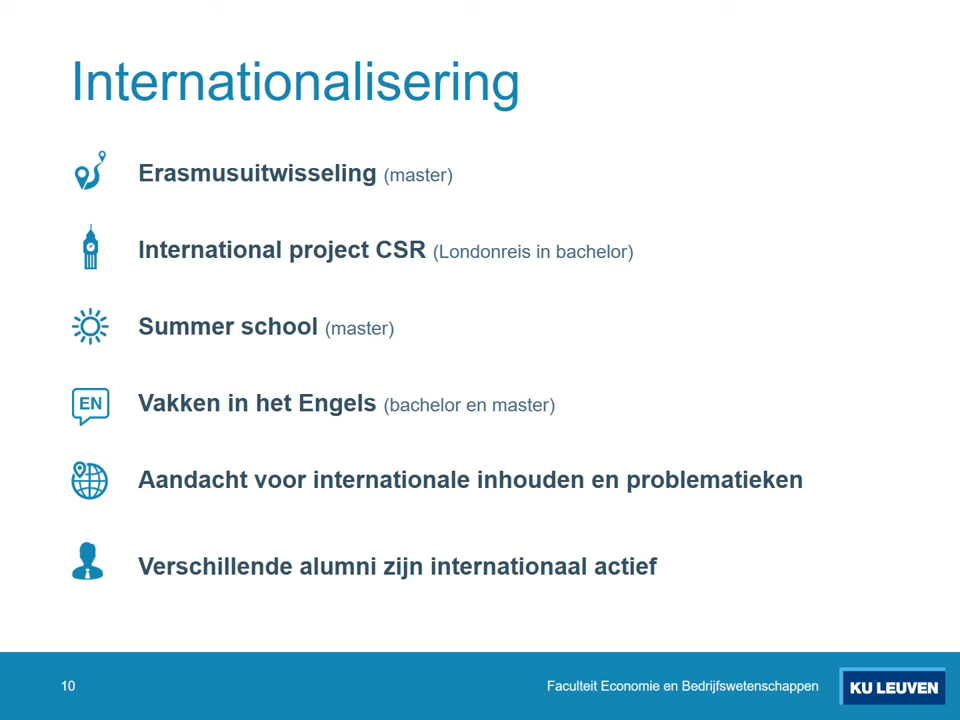 Internationalisering
Erasmusuitwisseling (master)
International project CSR (Londonreis in bachelor)
Summer school (master)
EN
Vakken in het Engels (bachelor en master)
Aandacht voor internationale inhouden en problematieken
Verschillende alumni zijn internationaal actief
10
Faculteit Economie en Bedrijfswetenschappen
KU LEUVEN